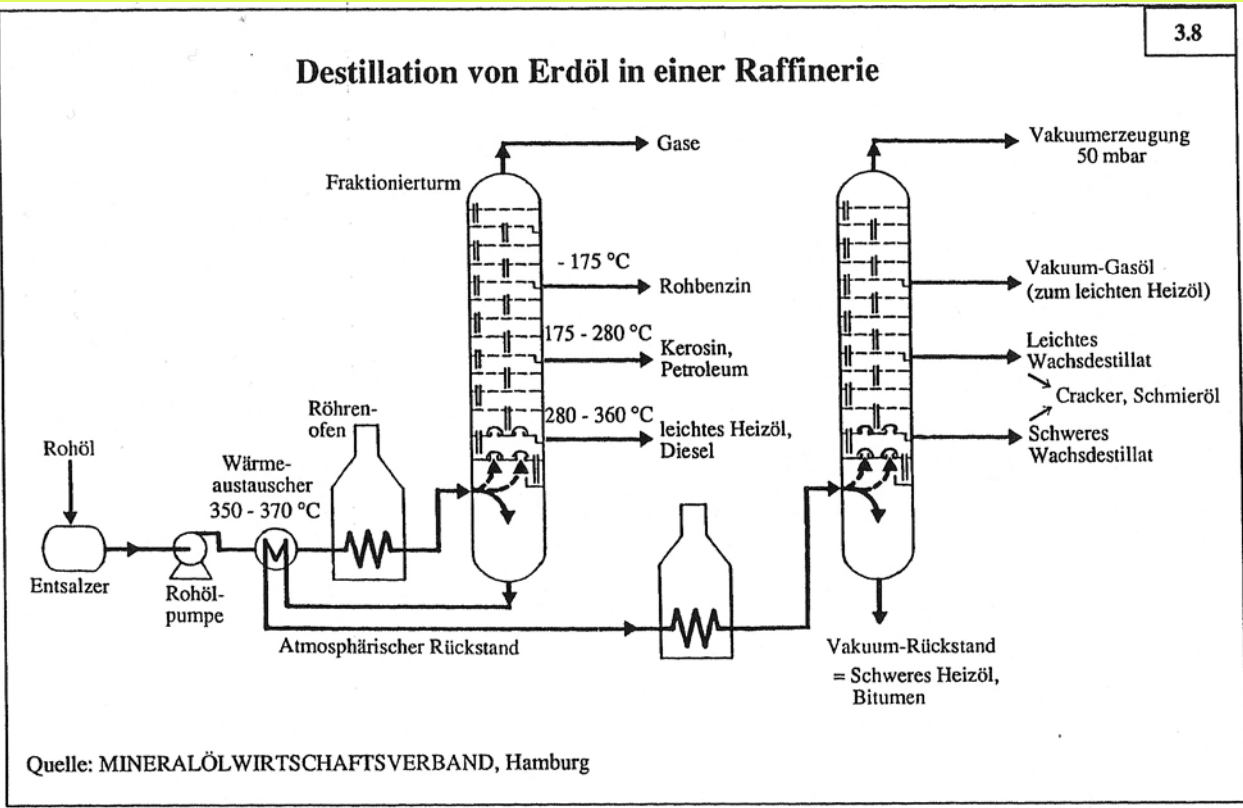 3.8
Destillation von Erdöl in einer Raffinerie
Gase
Fraktionierturm
- 175 °C
Rohbenzin
175 - 280 °C
Kerosin,
Petroleum
280 - 360 °C
leichtes Heizöl,
Diesel
Röhren-
ofen
Rohöl
Wärme-
austauscher
350 - 370 °C
Entsalzer
Rohöl-
pumpe
Atmosphärischer Rückstand
Vakuumerzeugung
50 mbar
Vakuum-Gasöl
(zum leichten Heizöl)
Leichtes
Wachsdestillat
Cracker, Schmieröl
Schweres
Wachsdestillat
Vakuum-Rückstand
= Schweres Heizöl,
Bitumen
Quelle: MINERALÖLWIRTSCHAFTSVERBAND, Hamburg